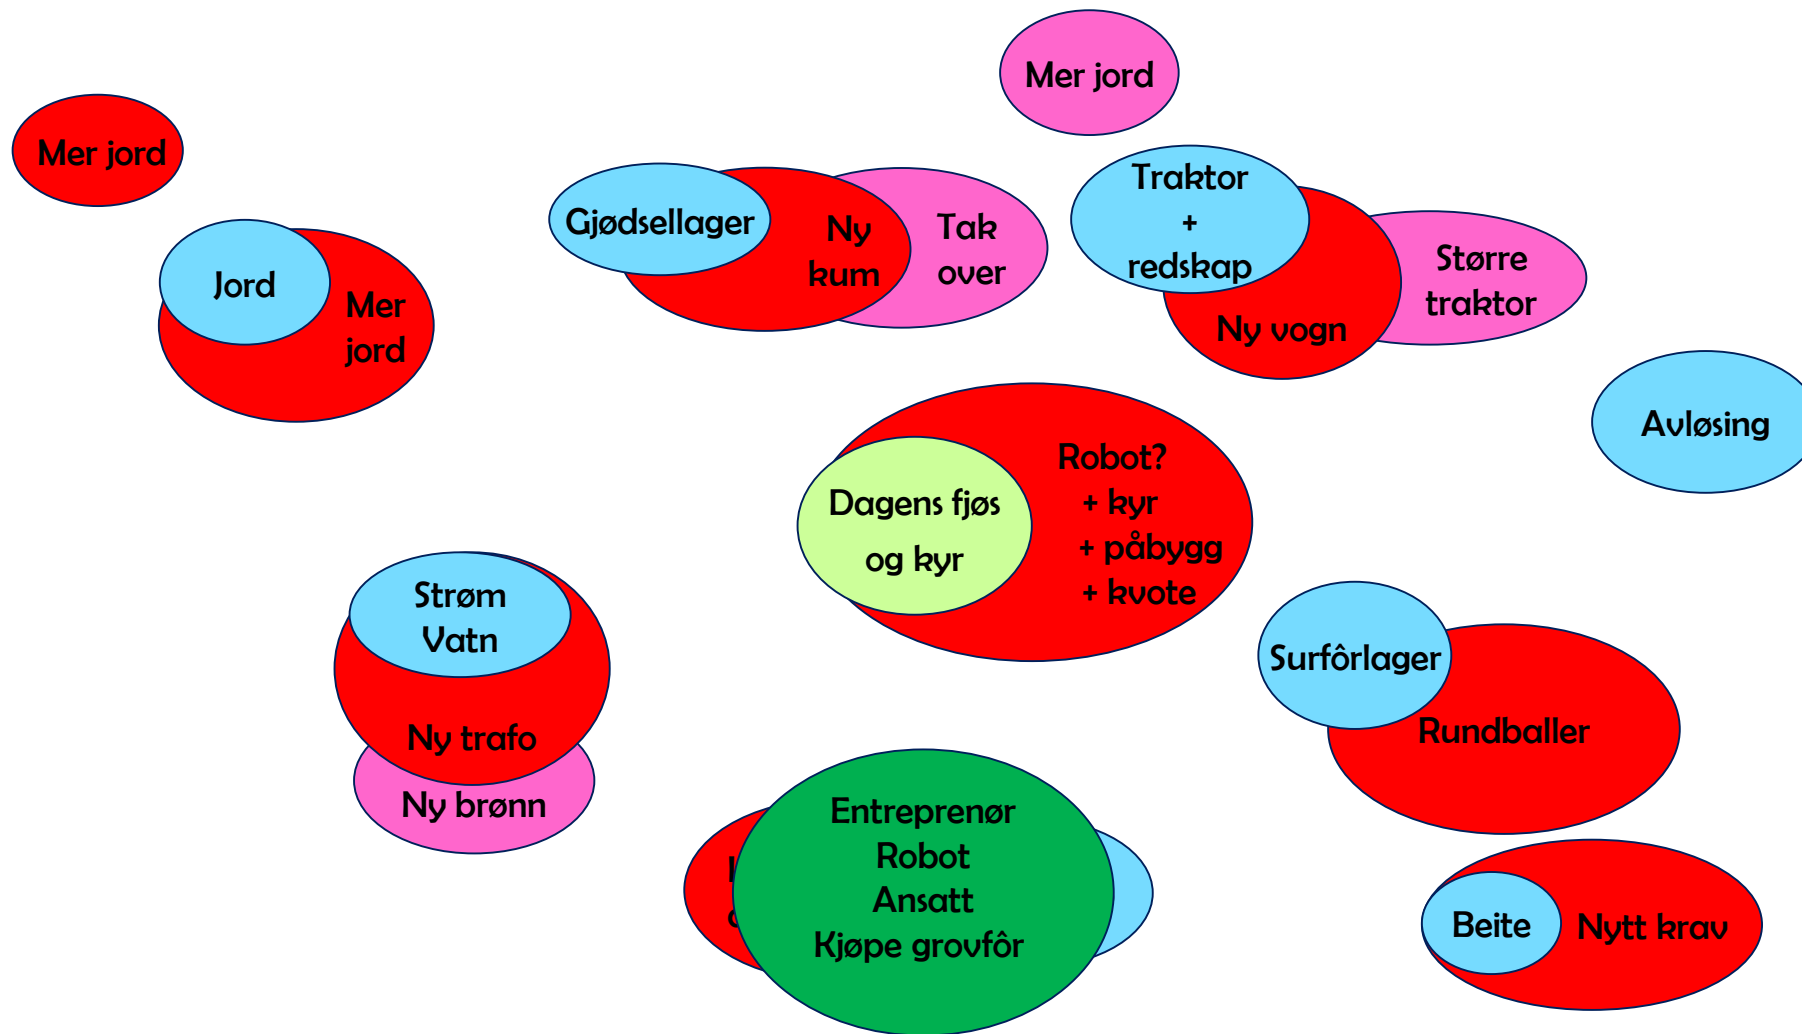 Mer jord
Mer jord
Jord
Mer
jord
Gjødsellager
Ny
kum
Tak
over
Traktor
+
redskap
Ny vogn
Større
traktor
Avløsing
Dagens fjøs
og kyr
Robot?
+ kyr
+ påbygg
+ kvote
Strøm
Vatn
Ny trafo
Ny brønn
Surfôrlager
Rundballer
Entreprenør
Robot
Ansatt
Kjøpe grovfôr
Beite
Nytt krav